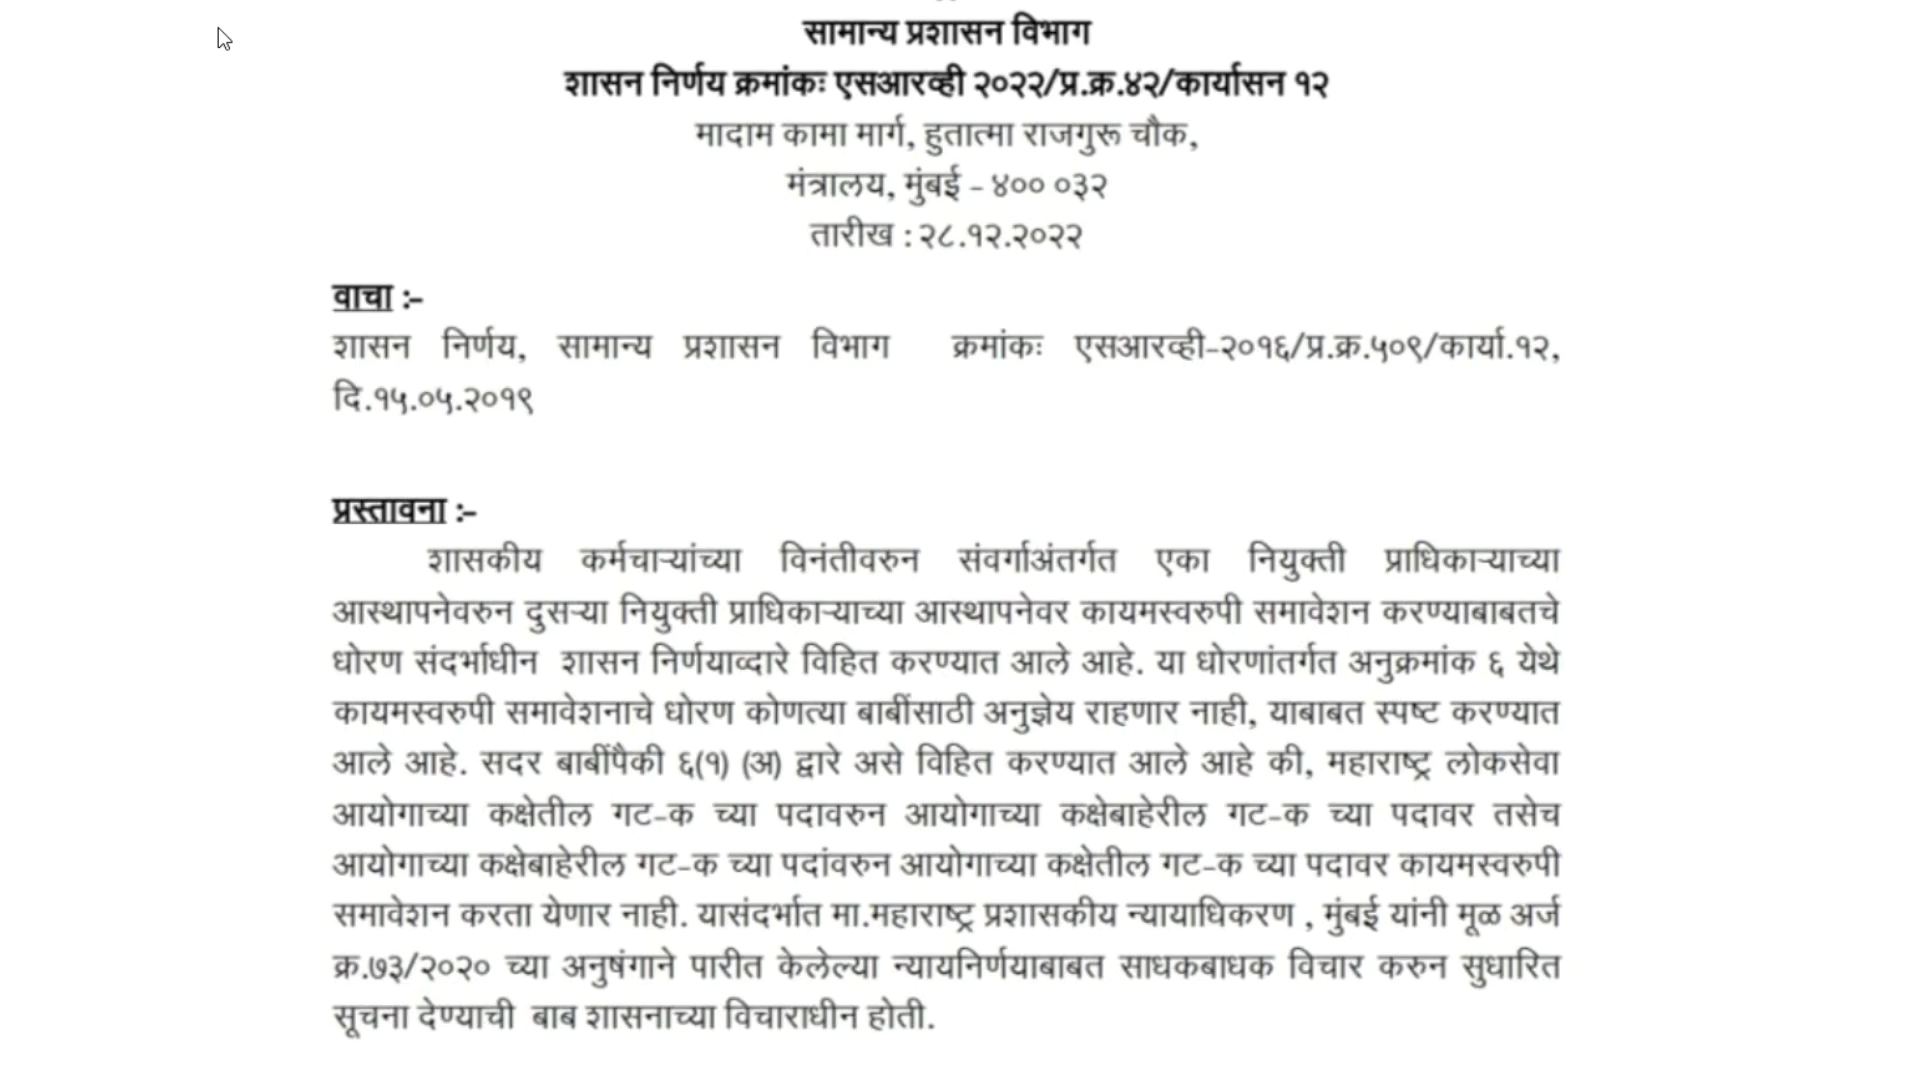 सामान्य प्रशासन विभाग
शासन निर्णय क्रमांकः एसआरव्ही २०२२/प्र.क्र.४२/कार्यासन १२
मादाम कामा मार्ग, हुतात्मा राजगुरू चौक,
मंत्रालय, मुंबई - ४०० ०३२
तारीख : २८.१२.२०२२
वाचा :-
शासन निर्णय, सामान्य प्रशासन विभाग क्रमांकः एसआरव्ही-२०१६/प्र.क्र.५०९/कार्या.१२,
दि.१५.०५.२०१९
प्रस्तावना :-
शासकीय कर्मचाऱ्यांच्या विनंतीवरुन संवर्गाअंतर्गत एका नियुक्ती प्राधिकाऱ्याच्या
आस्थापनेवरुन दुसऱ्या नियुक्ती प्राधिकाऱ्याच्या आस्थापनेवर कायमस्वरुपी समावेशन करण्याबाबतचे
धोरण संदर्भाधीन शासन निर्णयाव्दारे विहित करण्यात आले आहे. या धोरणांतर्गत अनुक्रमांक ६ येथे
कायमस्वरुपी समावेशनाचे धोरण कोणत्या बाबींसाठी अनुज्ञेय राहणार नाही, याबाबत स्पष्ट करण्यात
आले आहे. सदर बाबींपैकी ६(१) (अ) द्वारे असे विहित करण्यात आले आहे की, महाराष्ट्र लोकसेवा
आयोगाच्या कक्षेतील गट-क च्या पदावरुन आयोगाच्या कक्षेबाहेरील गट-क च्या पदावर तसेच
आयोगाच्या कक्षेबाहेरील गट-क च्या पदांवरुन आयोगाच्या कक्षेतील गट-क च्या पदावर कायमस्वरुपी
समावेशन करता येणार नाही. यासंदर्भात मा.महाराष्ट्र प्रशासकीय न्यायाधिकरण , मुंबई यांनी मूळ अर्ज
क्र.७३/२०२० च्या अनुषंगाने पारीत केलेल्या न्यायनिर्णयाबाबत साधकबाधक विचार करुन सुधारित
सूचना देण्याची बाब शासनाच्या विचाराधीन होती.